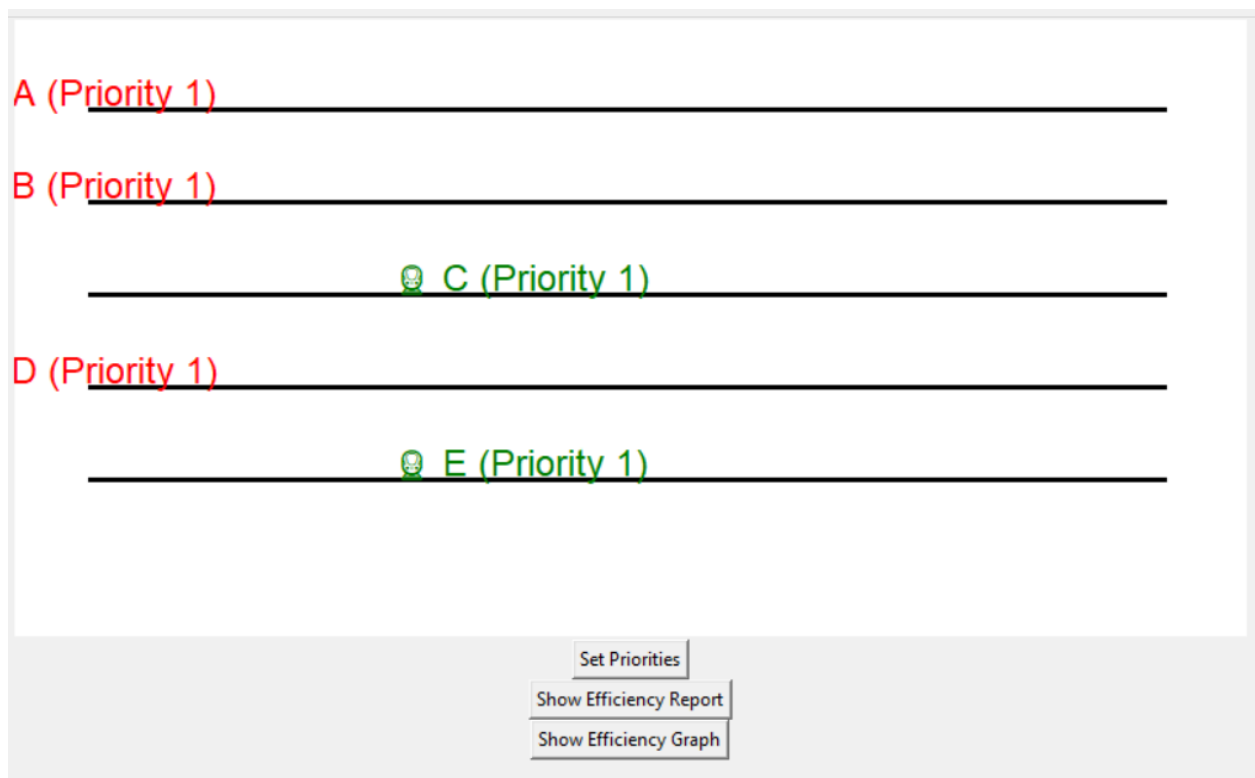 A (Priority 1)
B (Priority 1)
C (Priority 1)
D (Priority 1)
E (Priority 1)
Set Priorities
Show Efficiency Report
Show Efficiency Graph